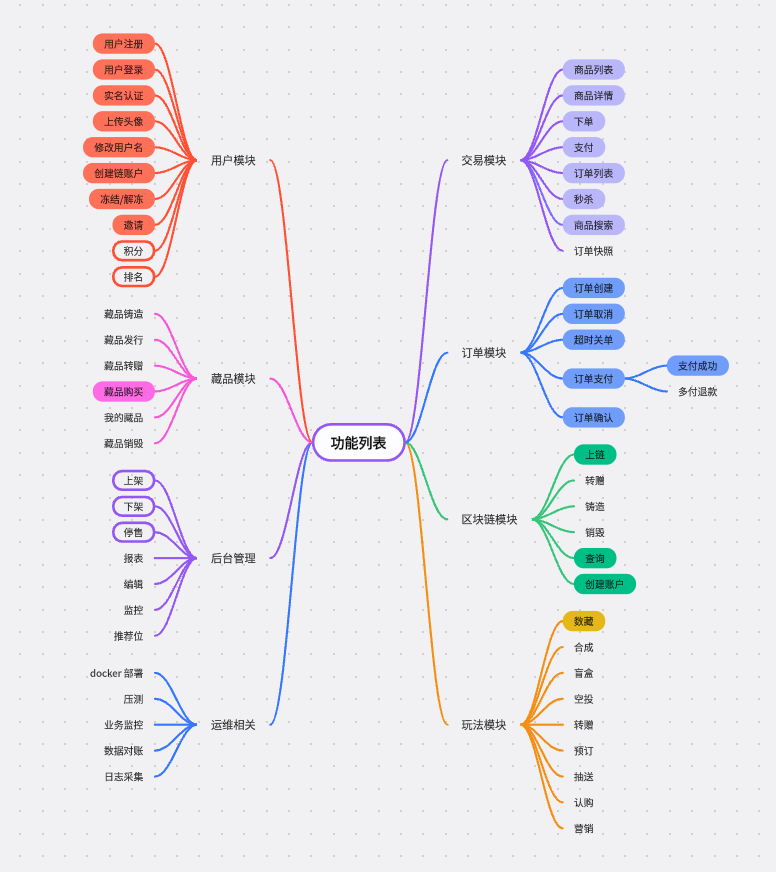 功能列表
用户模块
用户注册
用户登录
实名认证
上传头像
修改用户名
创建链账户
冻结/解冻
邀请
积分
排名
藏品模块
藏品铸造
藏品发行
藏品转赠
藏品购买
我的藏品
藏品销毁
后台管理
上架
下架
停售
报表
编辑
监控
推荐位
运维相关
docker 部署
压测
业务监控
数据对账
日志采集
交易模块
商品列表
商品详情
下单
支付
订单列表
秒杀
商品搜索
订单快照
订单模块
订单创建
订单取消
超时关单
订单支付
支付成功
多付退款
订单确认
区块链模块
上链
转赠
铸造
销毁
查询
创建账户
玩法模块
数藏
合成
盲盒
空投
转赠
预订
抽送
认购
营销